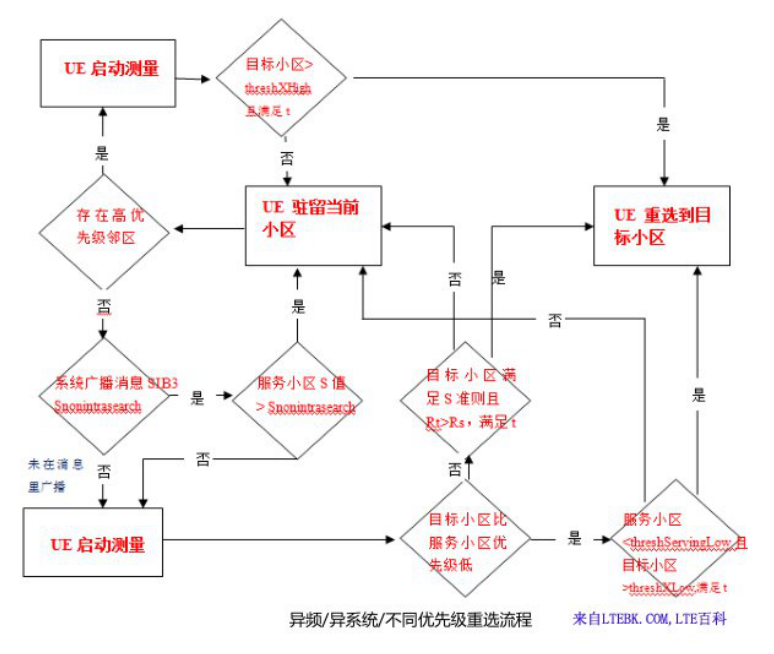 UE 启动测量
目标小区>
threshXHigh
且满足 t
是
是
否
存在高优
先级邻区
UE 驻留当前
小区
UE 重选到目
标小区
否
是
否
是
否
系统广播消息 SIB3
Snonintrasearch
是
服务小区 S 值
> Snonintrasearch
目标小区满
足 S 准则且
Rt>Rs，满足 t
是
未在消息
里广播
否
否
否
UE 启动测量
目标小区比
服务小区优
先级低
是
服务小区
<threshServingLow 且
目标小区
>threshXLow,满足 t
异频/异系统/不同优先级重选流程
来自LTEBK.COM,LTE百科